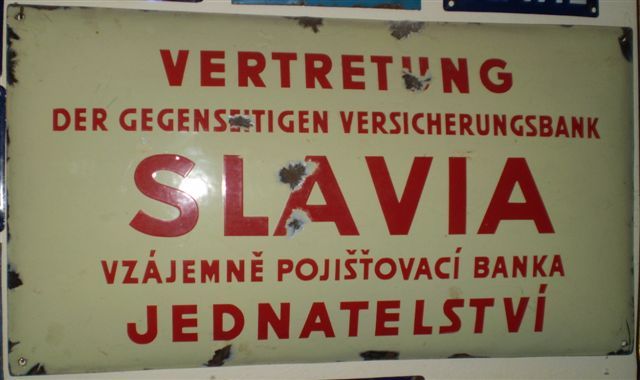 VERTRETUNG
DER GEGENSEITIGEN VERSICHERUNGSBANK
SLAVIA
VZÁJEMNĚ POJIŠŤOVACÍ BANKA
JEDNATELSTVÍ